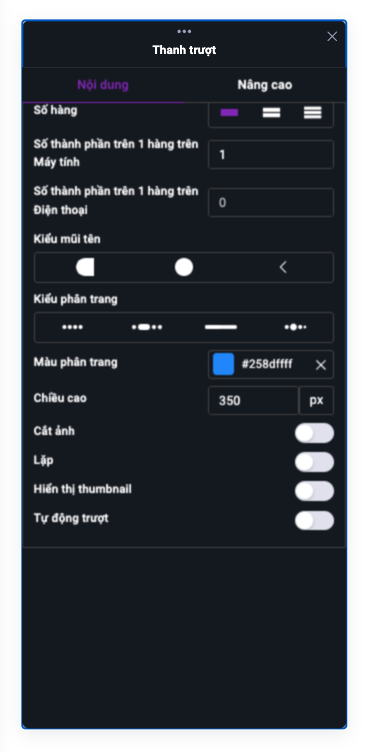 Thanh trượt
Nội dung
Nâng cao
Số hàng
Số thành phần trên 1 hàng trên
Máy tính
1
Số thành phần trên 1 hàng trên
Điện thoại
0
Kiểu mũi tên
Kiểu phân trang
Màu phân trang
#258dffff
Chiều cao
350
px
Cắt ảnh
Lặp
Hiển thị thumbnail
Tự động trượt